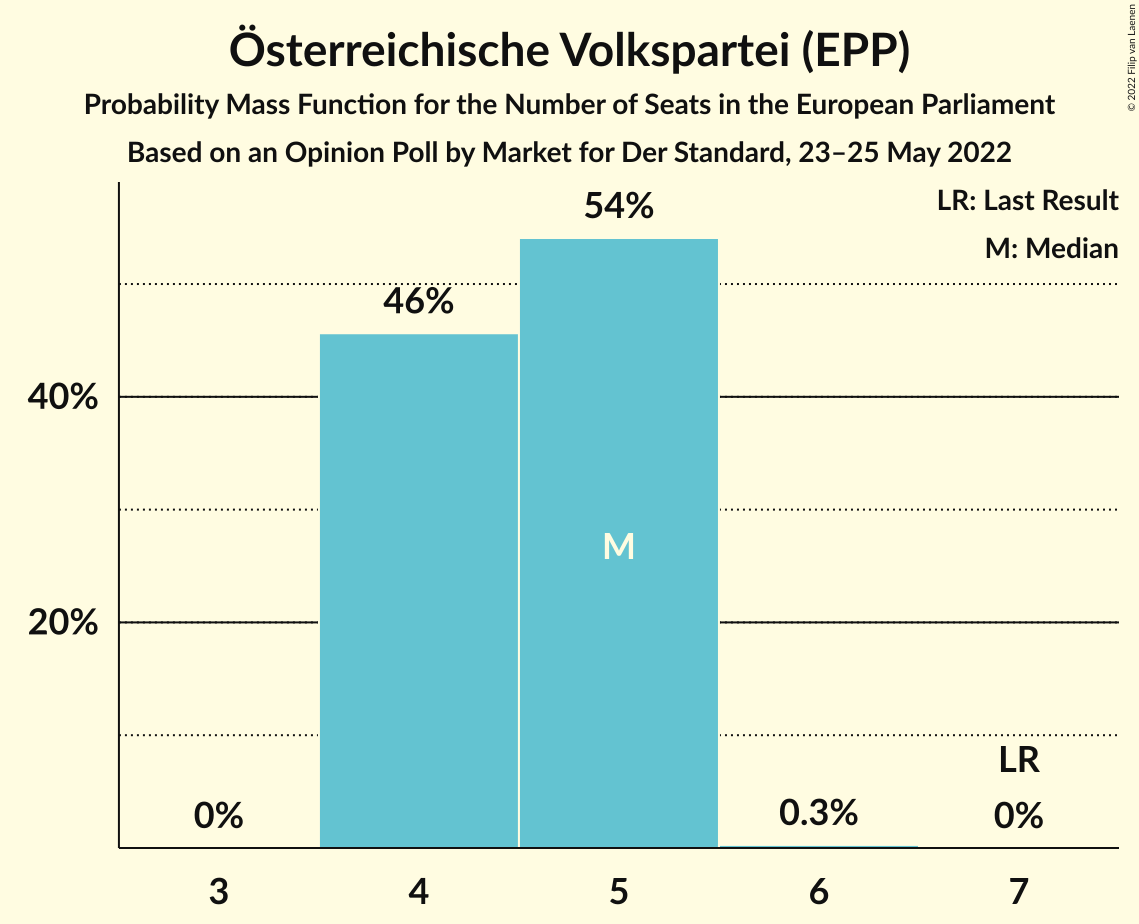 Österreichische Volkspartei (EPP)
Probability Mass Function for the Number of Seats in the European Parliament
Based on an Opinion Poll by Market for Der Standard, 23–25 May 2022
© 2022 Filip van Laenen
LR: Last Result
M: Median
54%
46%
40%
M
20%
LR
0%
0.3%
0%
3
4
5
6
7